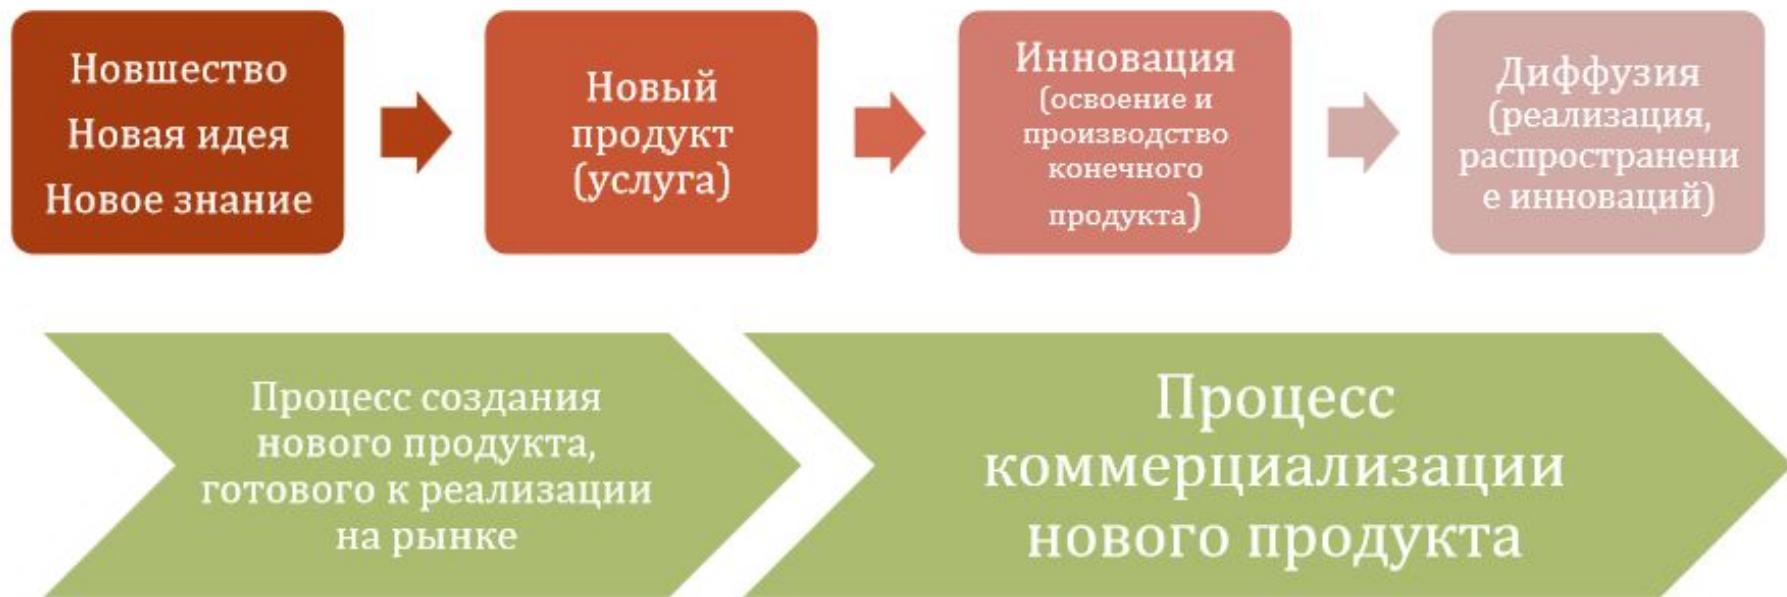 Новшество
Новая идея
Новое знание
Новый
продукт
(услуга)
Инновация
(освоение и
производство
конечного
продукта)
Диффузия
(реализация,
распространени
е инноваций)
Процесс создания
нового продукта,
готового к реализации
на рынке
Процесс
коммерциализации
нового продукта